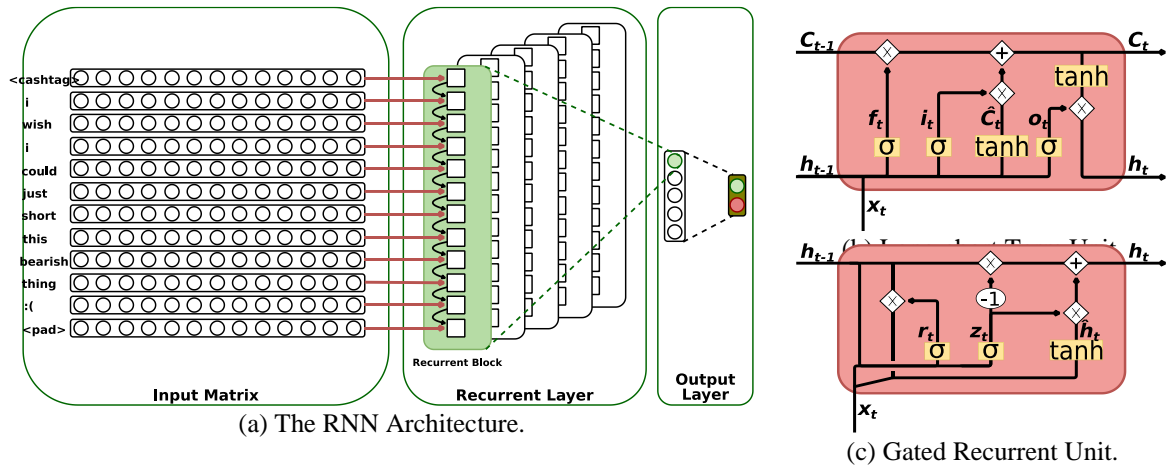 <cashtag>
i
wish
i
could
just
short
this
bearish
thing
:(
<pad>
Input Matrix
Recurrent Block
Recurrent Layer
Output
Layer
(a) The RNN Architecture.
C_{t-1}
C_t
tanh
f_t
i_t
Ĉ_t
o_t
σ
σ
tanh
σ
h_{t-1}
h_t
x_t
h_{t-1}
h_t
-1
r_t
z_t
ĥ_t
σ
σ
tanh
x_t
(c) Gated Recurrent Unit.